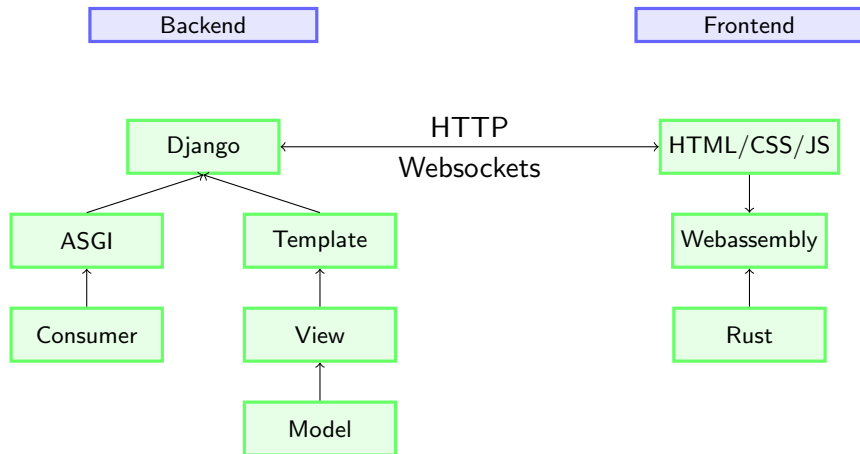 Backend
Frontend
HTTP
Django
HTML/CSS/JS
Websockets
ASGI
Template
Webassembly
Consumer
View
Rust
Model